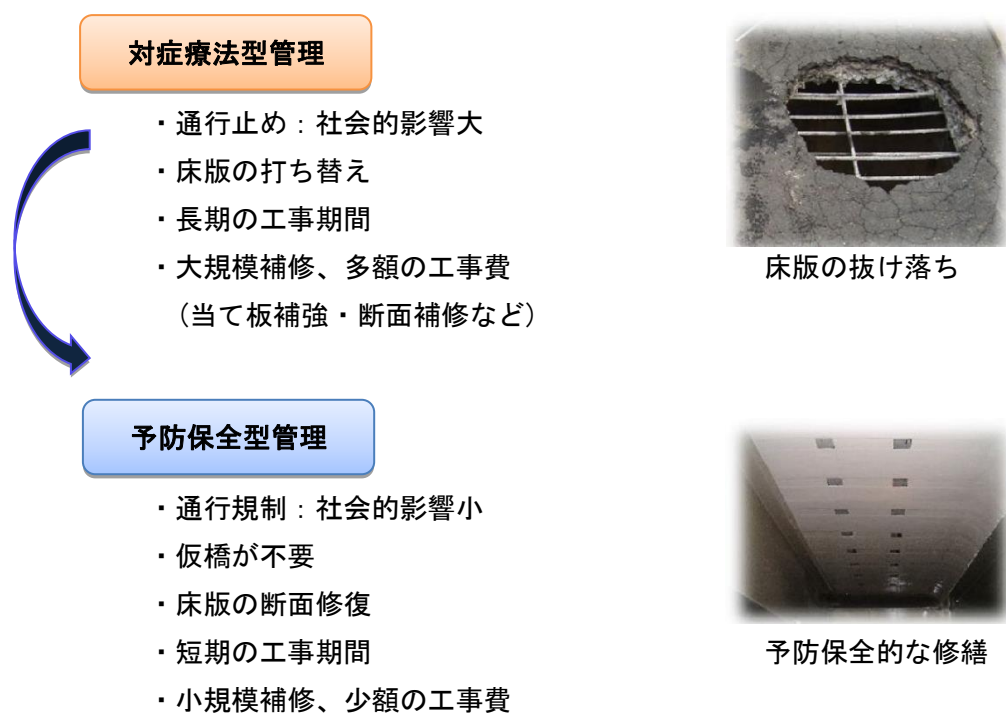 対症療法型管理
・通行止め：社会的影響大
・床版の打ち替え
・長期の工事期間
・大規模補修、多額の工事費
（当て板補強・断面補修など）
床版の抜け落ち
予防保全型管理
・通行規制：社会的影響小
・仮橋が不要
・床版の断面修復
・短期の工事期間
・小規模補修、少額の工事費
予防保全的な修繕